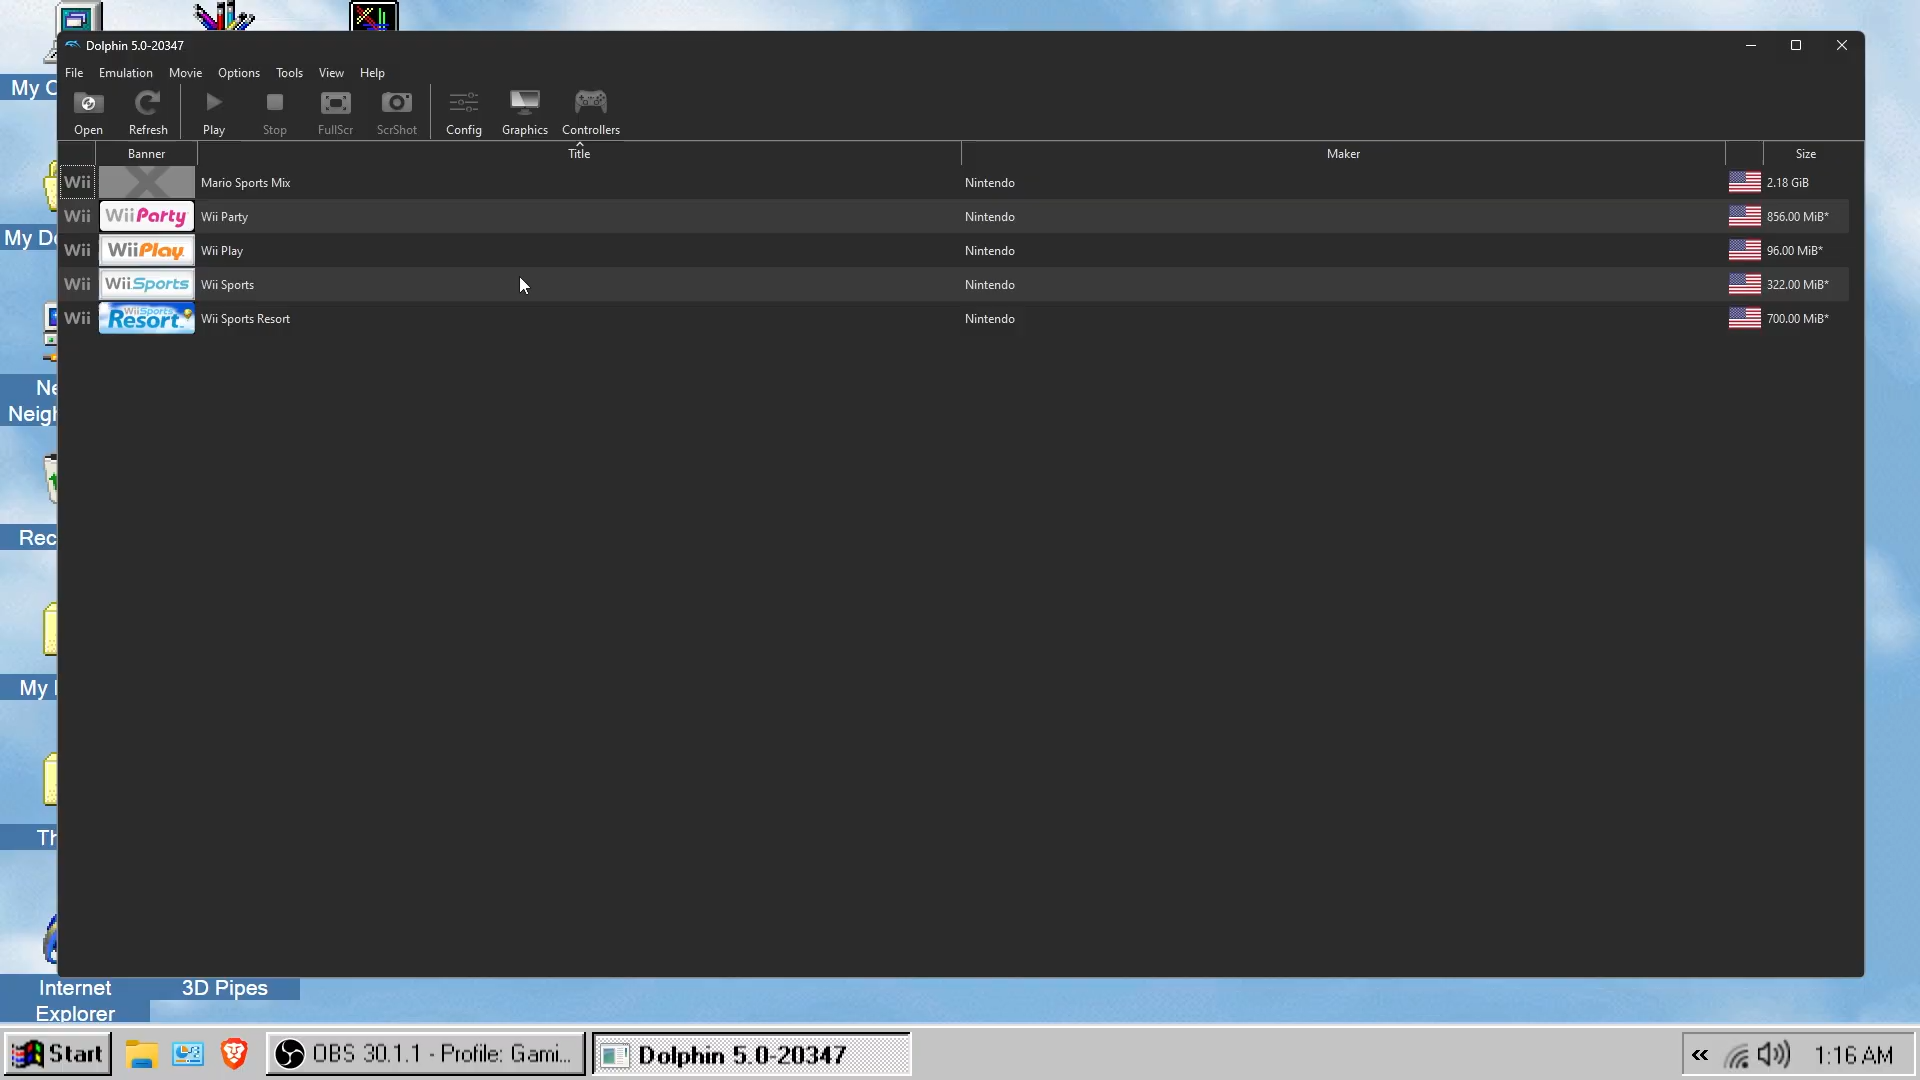 Dolphin 5.0-20347
File Emulation Movie Options Tools View Help
Open Refresh Play Stop FullScr ScrShot Config Graphics Controllers
Banner Title Maker Size
Wii Mario Sports Mix Nintendo 2.18 GiB
Wii WiiParty Wii Party Nintendo 856.00 MiB*
Wii WiiPlay Wii Play Nintendo 96.00 MiB*
Wii Wii Sports Wii Sports Nintendo 322.00 MiB*
Wii Wii Sports Resort Wii Sports Resort Nintendo 700.00 MiB*
My
My
Neigh
Rec
My
Internet
Explorer
3D Pipes
Start OBS 30.1.1 - Profile: Gami... Dolphin 5.0-20347 « 1:16 AM